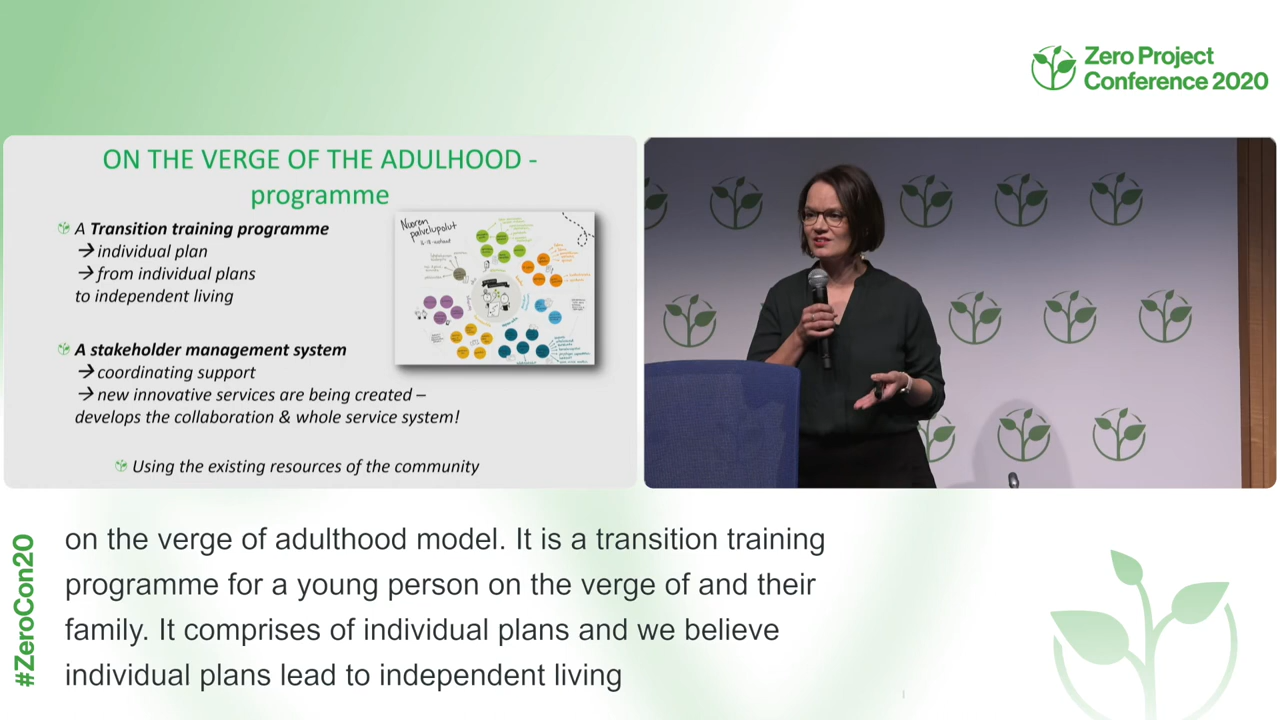 Zero Project
Conference 2020
ON THE VERGE OF THE ADULHOOD -
programme
A Transition training programme
→ individual plan
→ from individual plans
to independent living
Nuoren
palvelupolut
A stakeholder management system
→ coordinating support
→ new innovative services are being created –
develops the collaboration & whole service system!
Using the existing resources of the community
#ZeroCon20
on the verge of adulthood model. It is a transition training
programme for a young person on the verge of and their
family. It comprises of individual plans and we believe
individual plans lead to independent living